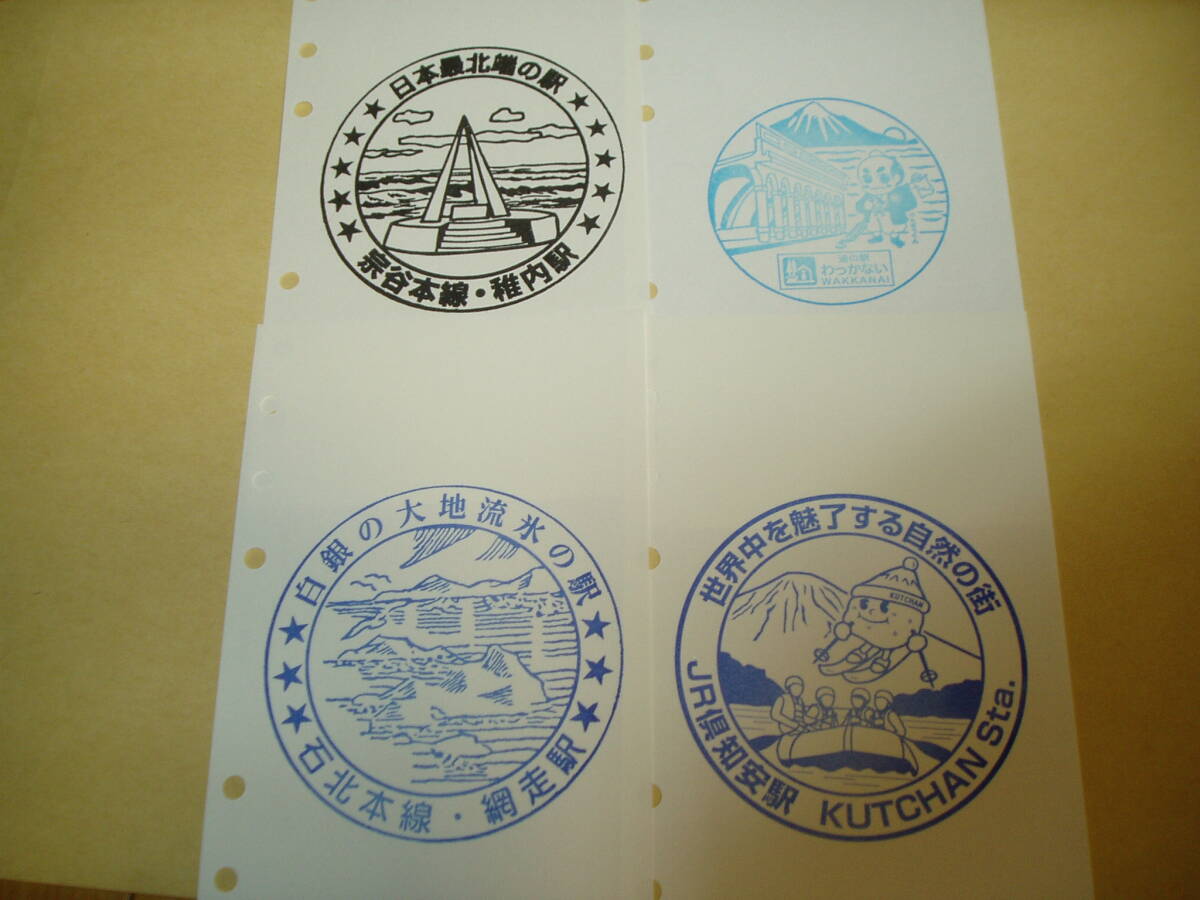 日本最北端の駅
宗谷本線・稚内駅
道の駅
わっかない
WAKKANAI
白銀の大地流氷の駅
石北本線・網走駅
世界中を魅了する自然の街
KUTCHAN
JR倶知安駅 KUTCHAN Sta.